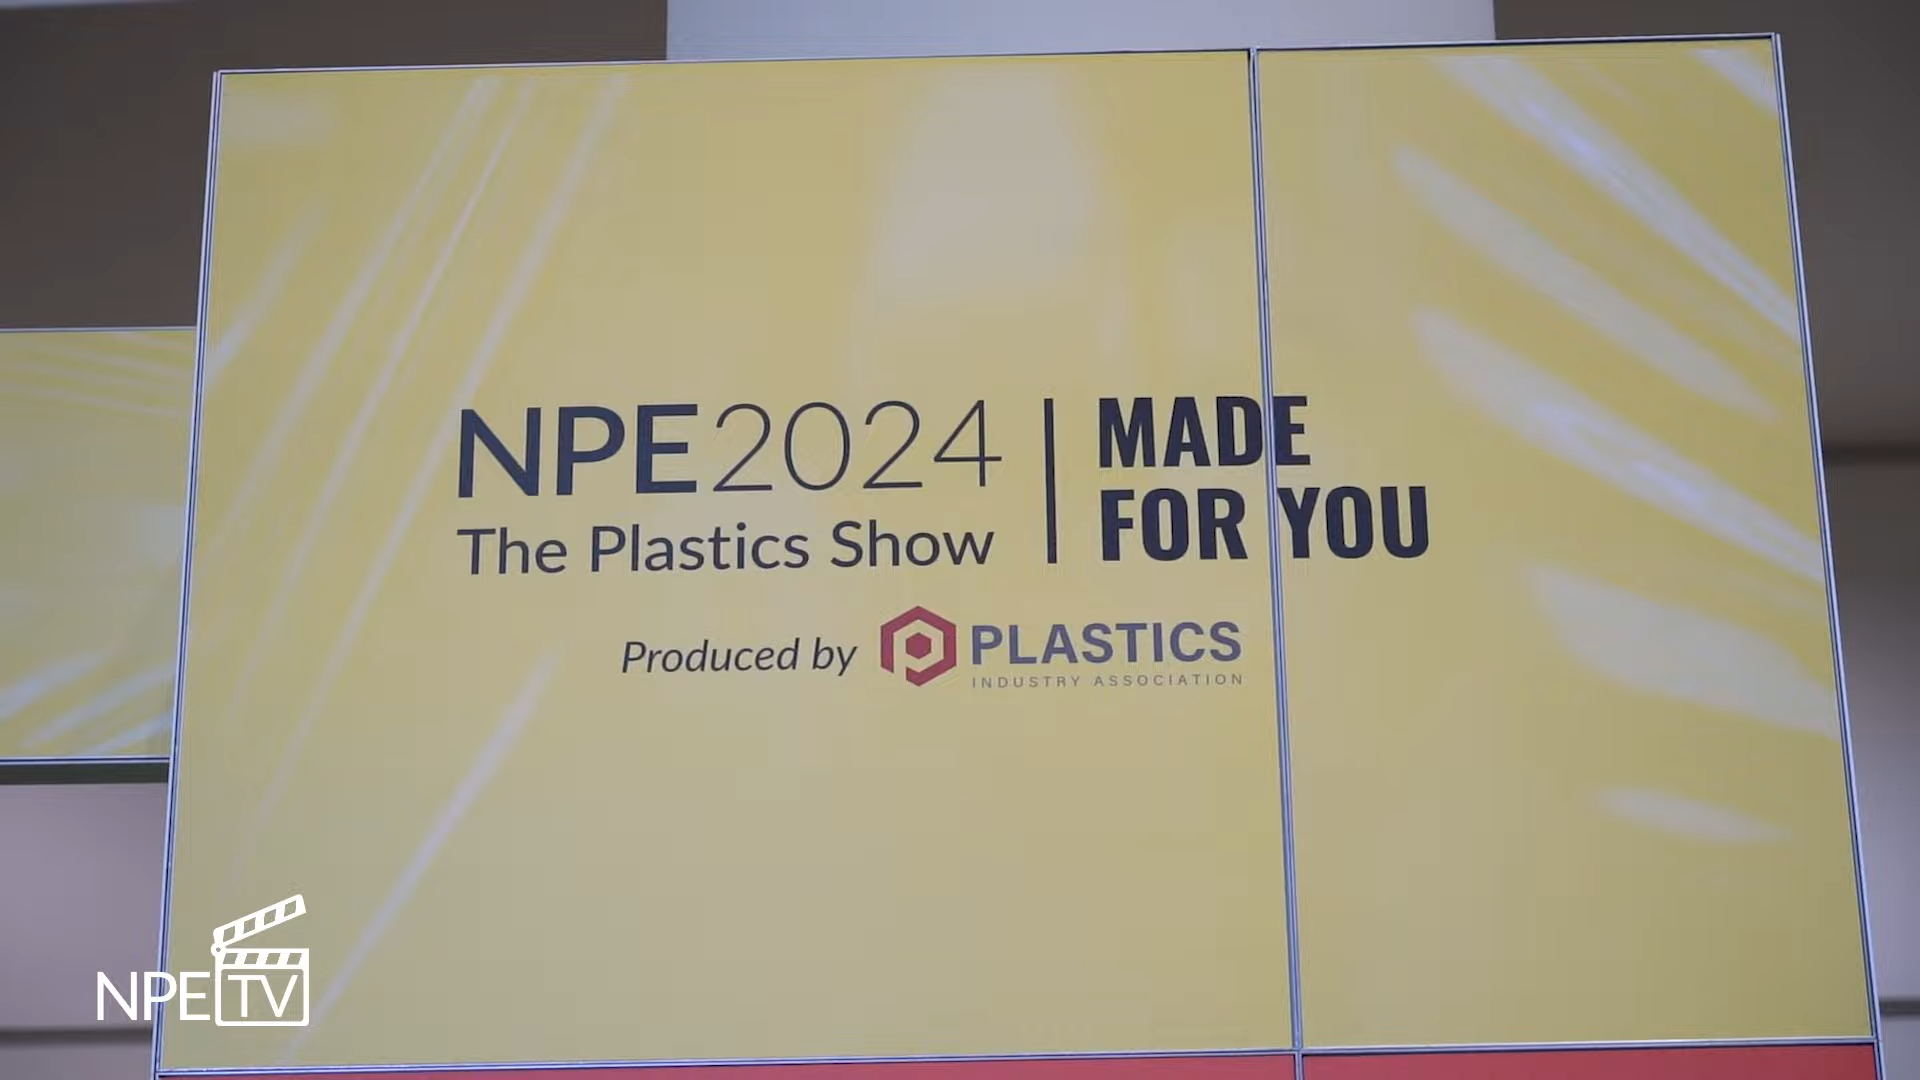 NPE2024
The Plastics Show
MADE
FOR YOU
Produced by
PLASTICS
INDUSTRY ASSOCIATION
NPE TV